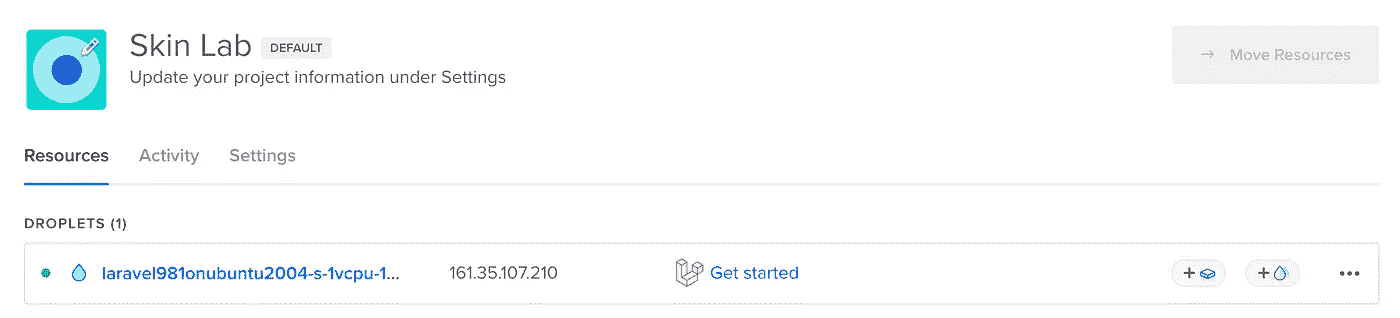 Skin Lab DEFAULT
Update your project information under Settings
→ Move Resources
Resources Activity Settings
DROPLETS (1)
laravel981onubuntu2004-s-1vcpu-1... 161.35.107.210 Get started + + •••